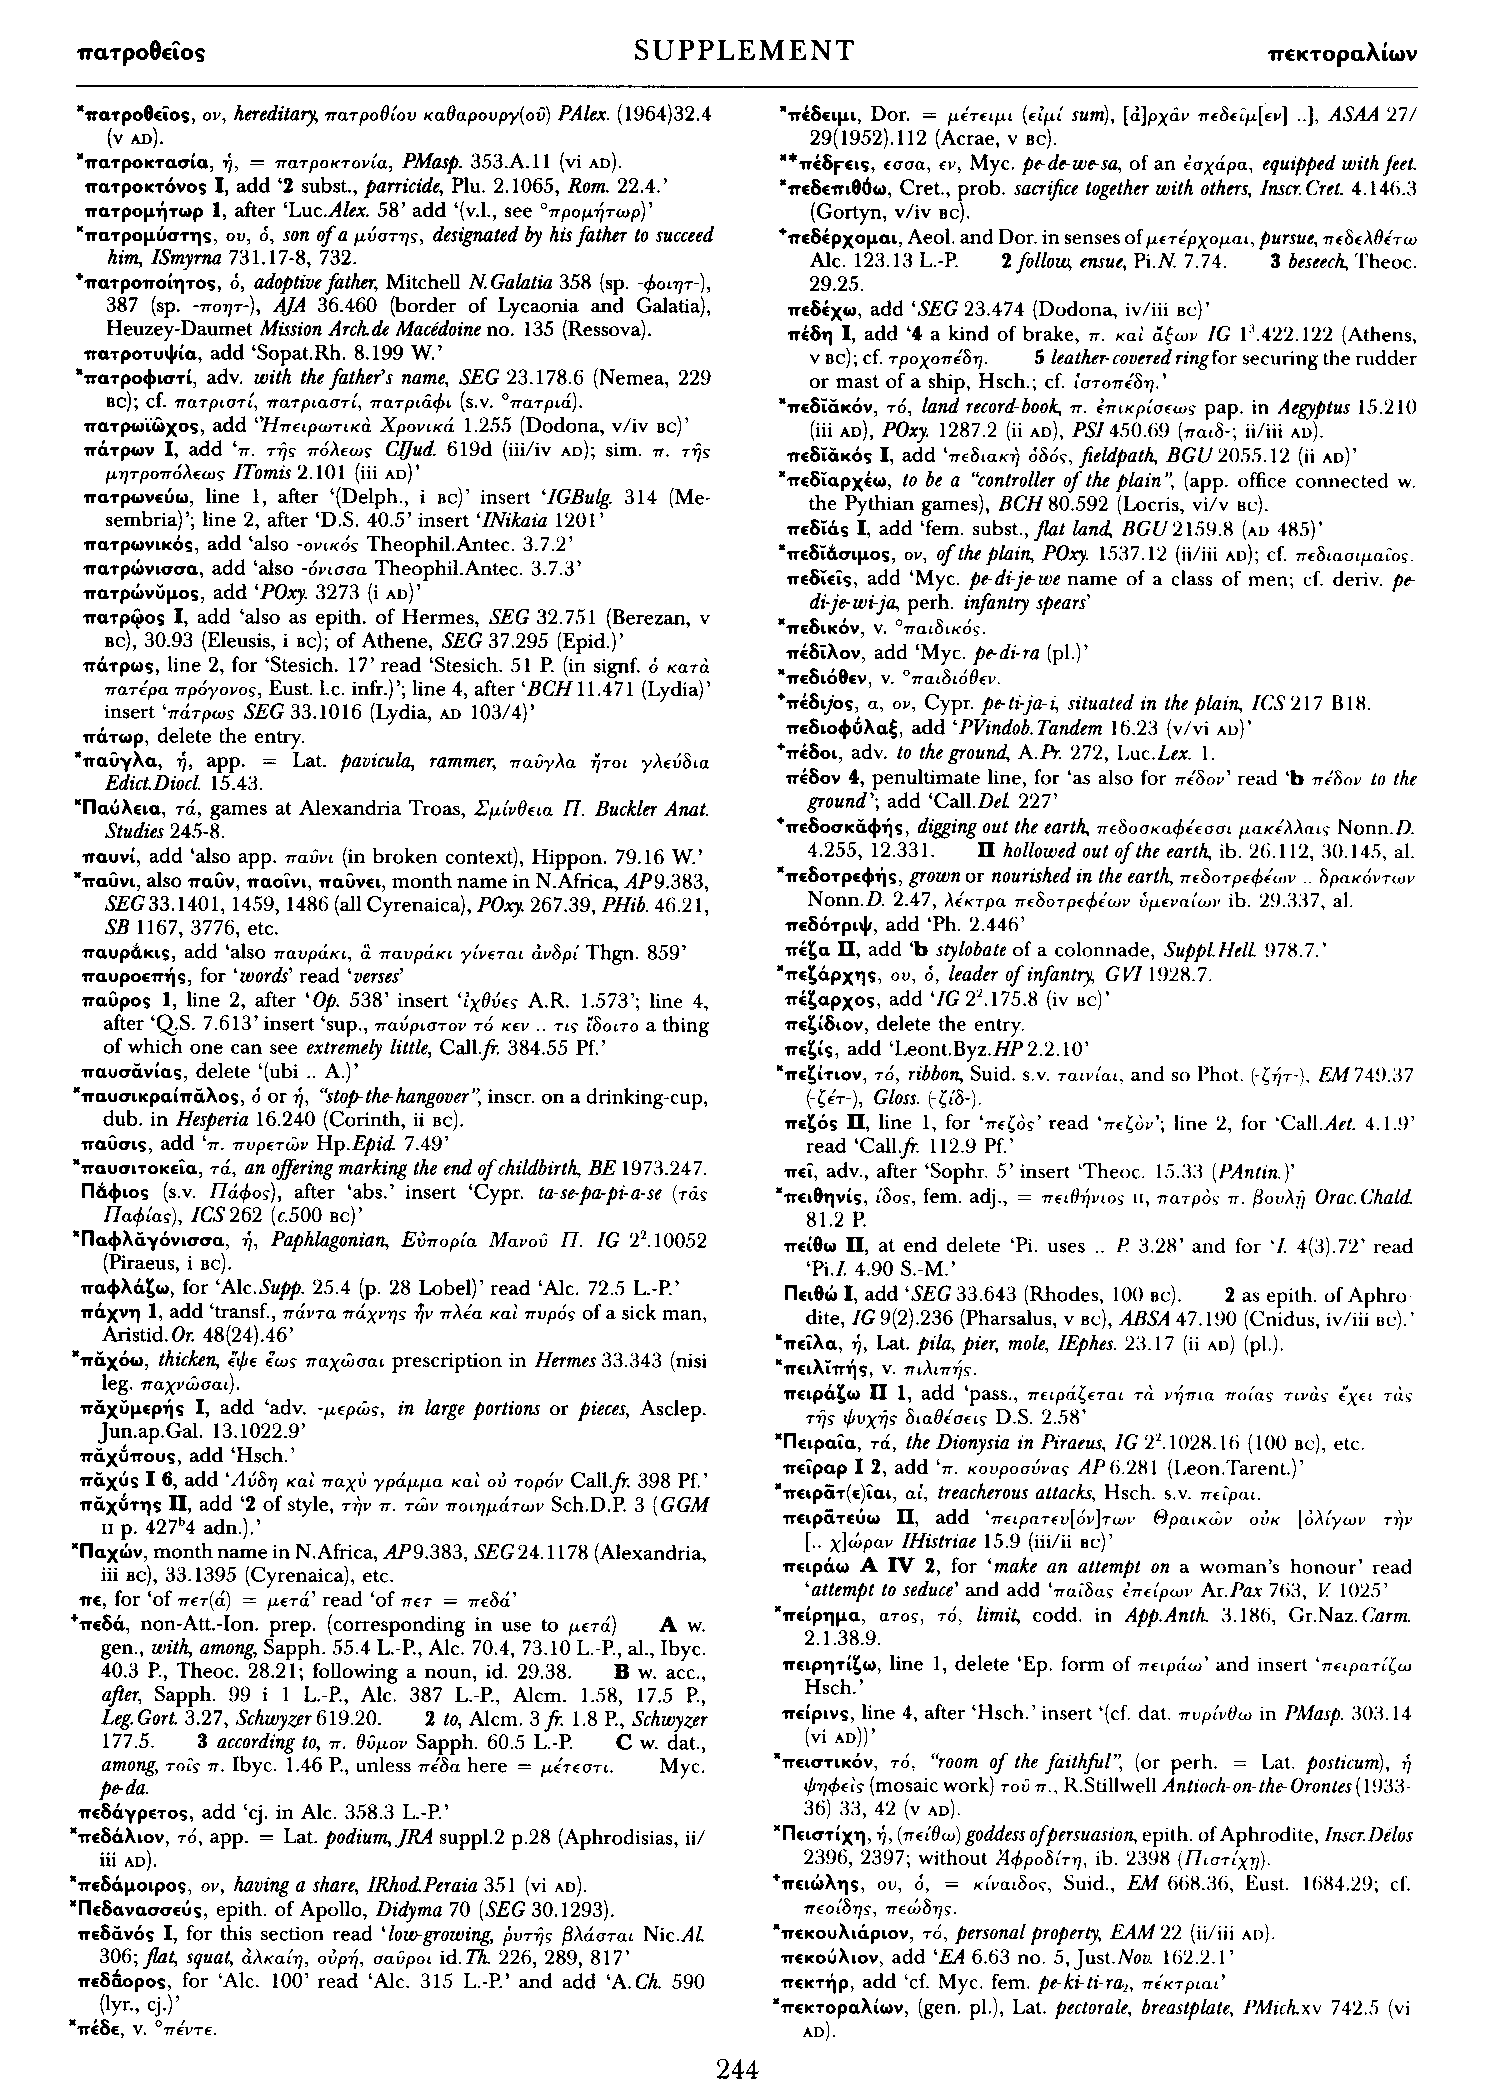 πατροθεῖος SUPPLEMENT πεκτοραλίων
*πατροθεῖος, ον, hereditary, πατροθίου καθαρουργ(οῦ) PAlex. (1964)32.4
(v AD).
*πατροκτασία, ἡ, = πατροκτονία, PMasp. 353.A.11 (vi AD).
πατροκτόνος I, add ‘2 subst., parricide, Plu. 2.1065, Rom. 22.4.’
πατρομήτωρ 1, after ‘Luc.Alex. 58’ add ‘(v.l., see °προμήτωρ)’
*πατρομύστης, ου, ὁ, son of a μύστης, designated by his father to succeed
him, ISmyrna 731.17-8, 732.
⁺πατροποίητος, ὁ, adoptive father, Mitchell N.Galatia 358 (sp. -φοιητ-),
387 (sp. -ποητ-), AJA 36.460 (border of Lycaonia and Galatia),
Heuzey-Daumet Mission Arch.de Macédoine no. 135 (Ressova).
πατροτυψία, add ‘Sopat.Rh. 8.199 W.’
*πατροφιστί, adv. with the father's name, SEG 23.178.6 (Nemea, 229
BC); cf. πατριστί, πατριαστί, πατριᾶφι (s.v. °πατριά).
πατρωϊῶχος, add ‘Ἠπειρωτικὰ Χρονικά 1.255 (Dodona, v/iv BC)’
πάτρων I, add ‘π. τῆς πόλεως CIJud. 619d (iii/iv AD); sim. π. τῆς
μητροπόλεως ITomis 2.101 (iii AD)’
πατρωνεύω, line 1, after ‘(Delph., i BC)’ insert ‘IGBulg. 314 (Me-
sembria)’; line 2, after ‘D.S. 40.5’ insert ‘INikaia 1201’
πατρωνικός, add ‘also -ονικός Theophil.Antec. 3.7.2’
πατρώνισσα, add ‘also -όνισσα Theophil.Antec. 3.7.3’
πατρώνῠμος, add ‘POxy. 3273 (i AD)’
πατρῷος I, add ‘also as epith. of Hermes, SEG 32.751 (Berezan, v
BC), 30.93 (Eleusis, i BC); of Athene, SEG 37.295 (Epid.)’
πάτρως, line 2, for ‘Stesich. 17’ read ‘Stesich. 51 P. (in signf. ὁ κατὰ
πατέρα πρόγονος, Eust. l.c. infr.)’; line 4, after ‘BCH 11.471 (Lydia)’
insert ‘πάτρως SEG 33.1016 (Lydia, AD 103/4)’
πάτωρ, delete the entry.
*παῦγλα, ἡ, app. = Lat. pavicula, rammer, παῦγλα ἤτοι γλεύδια
Edict.Diocl. 15.43.
*Παύλεια, τά, games at Alexandria Troas, Σμίνθεια Π. Buckler Anat.
Studies 245-8.
παυνί, add ‘also app. παῦνι (in broken context), Hippon. 79.16 W.’
*παῦνι, also παῦν, παοῖνι, παῦνει, month name in N.Africa, AP 9.383,
SEG 33.1401, 1459, 1486 (all Cyrenaica), POxy. 267.39, PHib. 46.21,
SB 1167, 3776, etc.
παυράκις, add ‘also παυράκι, ἃ παυράκι γίνεται ἀνδρί Thgn. 859’
παυροεπής, for ‘words’ read ‘verses’
παῦρος 1, line 2, after ‘Op. 538’ insert ‘ἰχθύες A.R. 1.573’; line 4,
after ‘Q.S. 7.613’ insert ‘sup., παύριστον τό κεν .. τις ἴδοιτο a thing
of which one can see extremely little, Call.fr. 384.55 Pf.’
παυσᾰνίας, delete ‘(ubi .. A.)’
*παυσικραίπᾰλος, ὁ or ἡ, “stop-the-hangover”, inscr. on a drinking-cup,
dub. in Hesperia 16.240 (Corinth, ii BC).
παῦσις, add ‘π. πυρετῶν Hp.Epid. 7.49’
*παυσιτοκεῖα, τά, an offering marking the end of childbirth, BE 1973.247.
Πάφιος (s.v. Πάφος), after ‘abs.’ insert ‘Cypr. ta-se-pa-pi-a-se (τᾶς
Παφίας), ICS 262 (c.500 BC)’
*Παφλᾰγόνισσα, ἡ, Paphlagonian, Εὐπορία Μανοῦ Π. IG 2².10052
(Piraeus, i BC).
παφλάζω, for ‘Alc.Supp. 25.4 (p. 28 Lobel)’ read ‘Alc. 72.5 L.-P.’
πάχνη 1, add ‘transf., πάντα πάχνης ἦν πλέα καὶ πυρός of a sick man,
Aristid.Or. 48(24).46’
*πᾰχόω, thicken, ἕψε ἕως παχῶσαι prescription in Hermes 33.343 (nisi
leg. παχνῶσαι).
πᾰχῠμερής I, add ‘adv. -μερῶς, in large portions or pieces, Asclep.
Jun.ap.Gal. 13.1022.9’
πᾰχύπους, add ‘Hsch.’
πᾰχύς I 6, add ‘Λύδη καὶ παχὺ γράμμα καὶ οὐ τορόν Call.fr. 398 Pf.’
πᾰχύτης II, add ‘2 of style, τὴν π. τῶν ποιημάτων Sch.D.P. 3 (GGM
II p. 427ᵇ4 adn.).’
*Παχών, month name in N.Africa, AP 9.383, SEG 24.1178 (Alexandria,
iii BC), 33.1395 (Cyrenaica), etc.
πε, for ‘of πετ(ά) = μετά’ read ‘of πετ = πεδά’
⁺πεδά, non-Att.-Ion. prep. (corresponding in use to μετά) A w.
gen., with, among, Sapph. 55.4 L.-P., Alc. 70.4, 73.10 L.-P., al., Ibyc.
40.3 P., Theoc. 28.21; following a noun, id. 29.38. B w. acc.,
after, Sapph. 99 i 1 L.-P., Alc. 387 L.-P., Alcm. 1.58, 17.5 P.,
Leg.Gort. 3.27, Schwyzer 619.20. 2 to, Alcm. 3 fr. 1.8 P., Schwyzer
177.5. 3 according to, π. θῦμον Sapph. 60.5 L.-P. C w. dat.,
among, τοῖς π. Ibyc. 1.46 P., unless πέδα here = μέτεστι. Myc.
pe-da.
πεδάγρετος, add ‘cj. in Alc. 358.3 L.-P.’
*πεδάλιον, τό, app. = Lat. podium, JRA suppl.2 p.28 (Aphrodisias, ii/
iii AD).
*πεδάμοιρος, ον, having a share, IRhod.Peraia 351 (vi AD).
*Πεδανασσεύς, epith. of Apollo, Didyma 70 (SEG 30.1293).
πεδᾰνός I, for this section read ‘low-growing, ῥυτῆς βλάσται Nic.Al.
306; flat, squat, ἀλκαίη, οὐρή, σαῦροι id.Th. 226, 289, 817’
πεδᾱ́ορος, for ‘Alc. 100’ read ‘Alc. 315 L.-P.’ and add ‘A.Ch. 590
(lyr., cj.)’
*πέδε, v. °πέντε.
*πέδειμι, Dor. = μέτειμι (εἰμί sum), [ἀ]ρχᾶν πεδεῖμ[εν] ..], ASAA 27/
29(1952).112 (Acrae, v BC).
**πέδϝεις, εσσα, εν, Myc. pe-de-we-sa, of an ἐσχάρα, equipped with feet.
*πεδεπιθύω, Cret., prob. sacrifice together with others, Inscr.Cret. 4.146.3
(Gortyn, v/iv BC).
⁺πεδέρχομαι, Aeol. and Dor. in senses of μετέρχομαι, pursue, πεδελθέτω
Alc. 123.13 L.-P. 2 follow, ensue, Pi.N. 7.74. 3 beseech, Theoc.
29.25.
πεδέχω, add ‘SEG 23.474 (Dodona, iv/iii BC)’
πέδη I, add ‘4 a kind of brake, π. καὶ ἄξων IG 1³.422.122 (Athens,
v BC); cf. τροχοπέδη. 5 leather-covered ring for securing the rudder
or mast of a ship, Hsch.; cf. ἱστοπέδη.’
*πεδῐᾰκόν, τό, land record-book, π. ἐπικρίσεως pap. in Aegyptus 15.210
(iii AD), POxy. 1287.2 (ii AD), PSI 450.69 (παιδ-; ii/iii AD).
πεδῐᾰκός I, add ‘πεδιακὴ ὁδός, fieldpath, BGU 2055.12 (ii AD)’
*πεδῐαρχέω, to be a “controller of the plain”, (app. office connected w.
the Pythian games), BCH 80.592 (Locris, vi/v BC).
πεδῐάς I, add ‘fem. subst., flat land, BGU 2159.8 (AD 485)’
*πεδῐάσιμος, ον, of the plain, POxy. 1537.12 (ii/iii AD); cf. πεδιασιμαῖος.
πεδῐεῖς, add ‘Myc. pe-di-je-we name of a class of men; cf. deriv. pe-
di-je-wi-ja, perh. infantry spears’
*πεδικόν, v. °παιδικός.
πέδῑλον, add ‘Myc. pe-di-ra (pl.)’
*πεδιόθεν, v. °παιδιόθεν.
⁺πέδιjος, α, ον, Cypr. pe-ti-ja-i, situated in the plain, ICS 217 B18.
πεδιοφύλαξ, add ‘PVindob.Tandem 16.23 (v/vi AD)’
⁺πέδοι, adv. to the ground, A.Pr. 272, Luc.Lex. 1.
πέδον 4, penultimate line, for ‘as also for πέδον’ read ‘b πέδον to the
ground’; add ‘Call.Del. 227’
⁺πεδοσκᾰφής, digging out the earth, πεδοσκαφέεσσι μακέλλαις Nonn.D.
4.255, 12.331. II hollowed out of the earth, ib. 26.112, 30.145, al.
*πεδοτρεφής, grown or nourished in the earth, πεδοτρεφέων .. δρακόντων
Nonn.D. 2.47, λέκτρα πεδοτρεφέων ὑμεναίων ib. 29.337, al.
πεδότριψ, add ‘Ph. 2.446’
πέζα II, add ‘b stylobate of a colonnade, Suppl.Hell. 978.7.’
*πεζάρχης, ου, ὁ, leader of infantry, GVI 1928.7.
πέζαρχος, add ‘IG 2².175.8 (iv BC)’
πεζίδιον, delete the entry.
πεζίς, add ‘Leont.Byz.HP 2.2.10’
*πεζίτιον, τό, ribbon, Suid. s.v. ταινίαι, and so Phot. (-ζήτ-), EM 749.37
(-ζέτ-), Gloss. (-ζίδ-).
πεζός II, line 1, for ‘πεζὸς’ read ‘πεζὸν’; line 2, for ‘Call.Aet. 4.1.9’
read ‘Call.fr. 112.9 Pf.’
πεῖ, adv., after ‘Sophr. 5’ insert ‘Theoc. 15.33 (PAntin.)’
*πειθηνίς, ίδος, fem. adj., = πειθήνιος II, πατρὸς π. βουλῇ Orac.Chald.
81.2 P.
πείθω II, at end delete ‘Pi. uses .. P. 3.28’ and for ‘I. 4(3).72’ read
‘Pi.I. 4.90 S.-M.’
Πειθώ I, add ‘SEG 33.643 (Rhodes, 100 BC). 2 as epith. of Aphro-
dite, IG 9(2).236 (Pharsalus, v BC), ABSA 47.190 (Cnidus, iv/iii BC).’
*πεῖλα, ἡ, Lat. pila, pier, mole, IEphes. 23.17 (ii AD) (pl.).
*πειλῐπής, v. πιλιπής.
πειράζω II 1, add ‘pass., πειράζεται τὰ νήπια ποίας τινὰς ἔχει τὰς
τῆς ψυχῆς διαθέσεις D.S. 2.58’
*Πειραῖα, τά, the Dionysia in Piraeus, IG 2².1028.16 (100 BC), etc.
πεῖραρ I 2, add ‘π. κουροσύνας AP 6.281 (Leon.Tarent.)’
*πειρᾱτ(ε)ῖαι, αἱ, treacherous attacks, Hsch. s.v. πεῖραι.
πειρᾱτεύω II, add ‘πειρατευ[όν]των Θραικῶν οὐκ [ὀλίγων τὴν
[.. χ]ώραν IHistriae 15.9 (iii/ii BC)’
πειράω A IV 2, for ‘make an attempt on a woman's honour’ read
‘attempt to seduce’ and add ‘παῖδας ἐπείρων Ar.Pax 763, V. 1025’
*πείρημα, ατος, τό, limit, codd. in App.Anth. 3.186, Gr.Naz.Carm.
2.1.38.9.
πειρητίζω, line 1, delete ‘Ep. form of πειράω’ and insert ‘πειρατίζω
Hsch.’
πείρινς, line 4, after ‘Hsch.’ insert ‘(cf. dat. πυρίνθω in PMasp. 303.14
(vi AD))’
*πειστικόν, τό, “room of the faithful”, (or perh. = Lat. posticum), ἡ
ψηφεὶς (mosaic work) τοῦ π., R.Stillwell Antioch-on-the-Orontes (1933-
36) 33, 42 (v AD).
*Πειστίχη, ἡ, (πείθω) goddess of persuasion, epith. of Aphrodite, Inscr.Délos
2396, 2397; without Ἀφροδίτη, ib. 2398 (Πιστίχη).
⁺πειώλης, ου, ὁ, = κίναιδος, Suid., EM 668.36, Eust. 1684.29; cf.
πεοίδης, πεώδης.
*πεκουλιάριον, τό, personal property, EAM 22 (ii/iii AD).
πεκούλιον, add ‘EA 6.63 no. 5, Just.Nov. 162.2.1’
πεκτήρ, add ‘cf. Myc. fem. pe-ki-ti-ra₂, πέκτριαι’
*πεκτοραλίων, (gen. pl.), Lat. pectorale, breastplate, PMich.xv 742.5 (vi
AD).
244